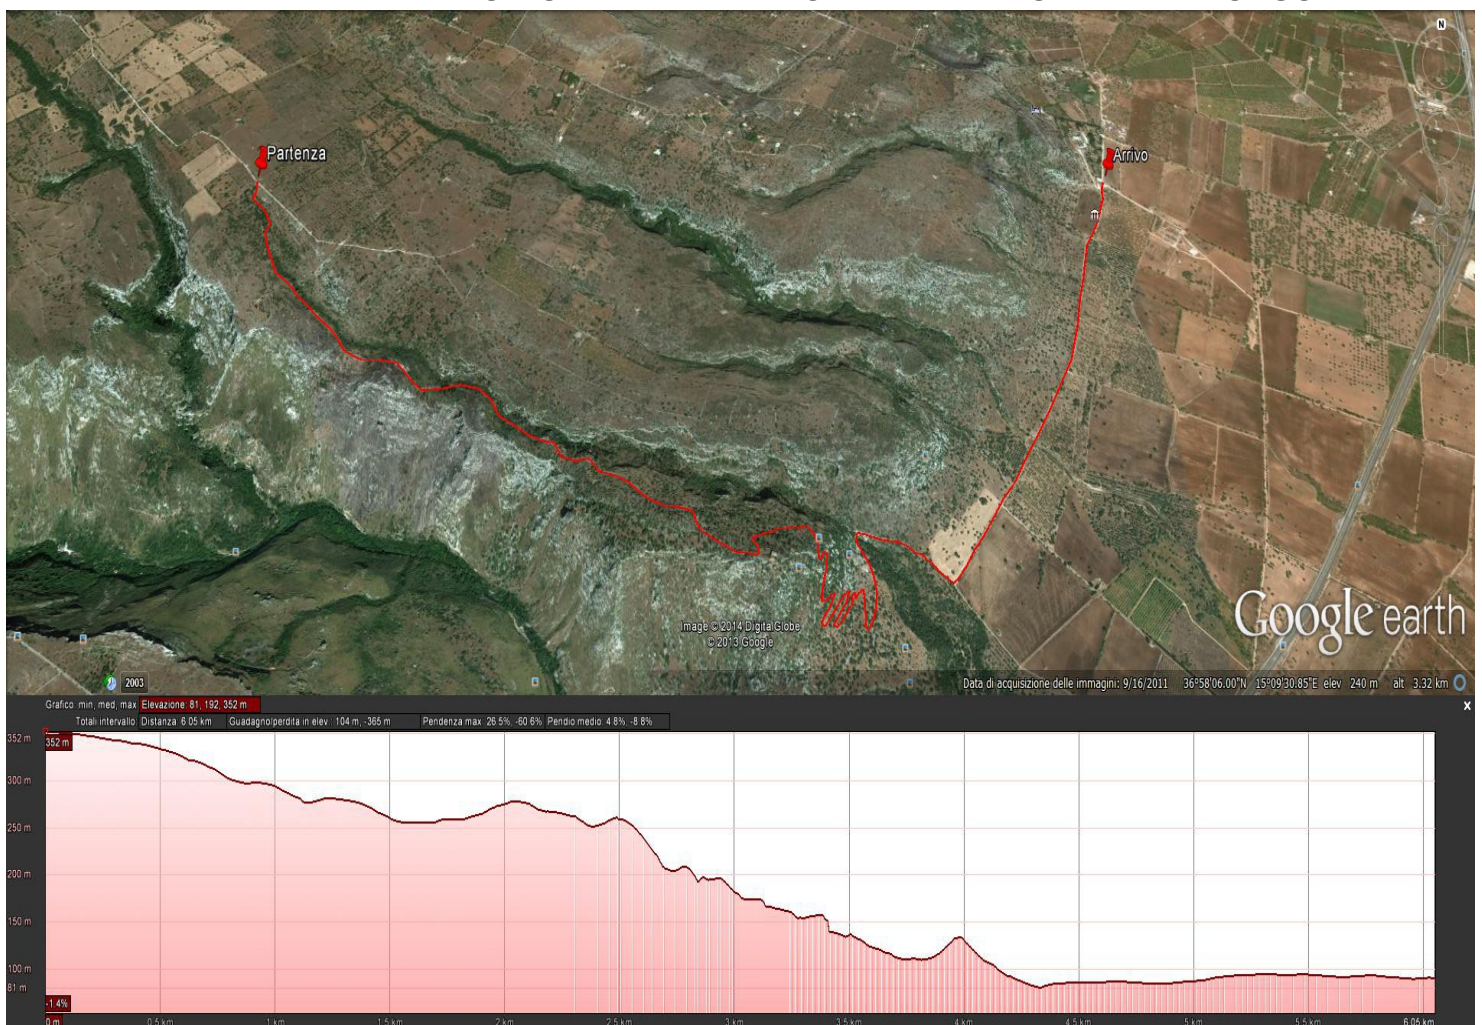 N
Partenza
Arrivo
Image © 2014 DigitalGlobe
© 2013 Google
Google earth
2003
Data di acquisizione delle immagini: 9/16/2011 36°58'06.00"N 15°09'30.85"E elev 240 m alt 3.32 km
Grafico: min, med, max Elevazione: 81, 192, 352 m
x
Totali intervallo: Distanza: 6.05 km Guadagno/perdita in elev.: 104 m, -365 m Pendenza max: 26.5%, -60.6% Pendio medio: 4.8%, -8.8%
352 m
352 m
300 m
250 m
200 m
150 m
100 m
81 m
-1.4%
0 m 0.5 km 1 km 1.5 km 2 km 2.5 km 3 km 3.5 km 4 km 4.5 km 5 km 5.5 km 6.05 km